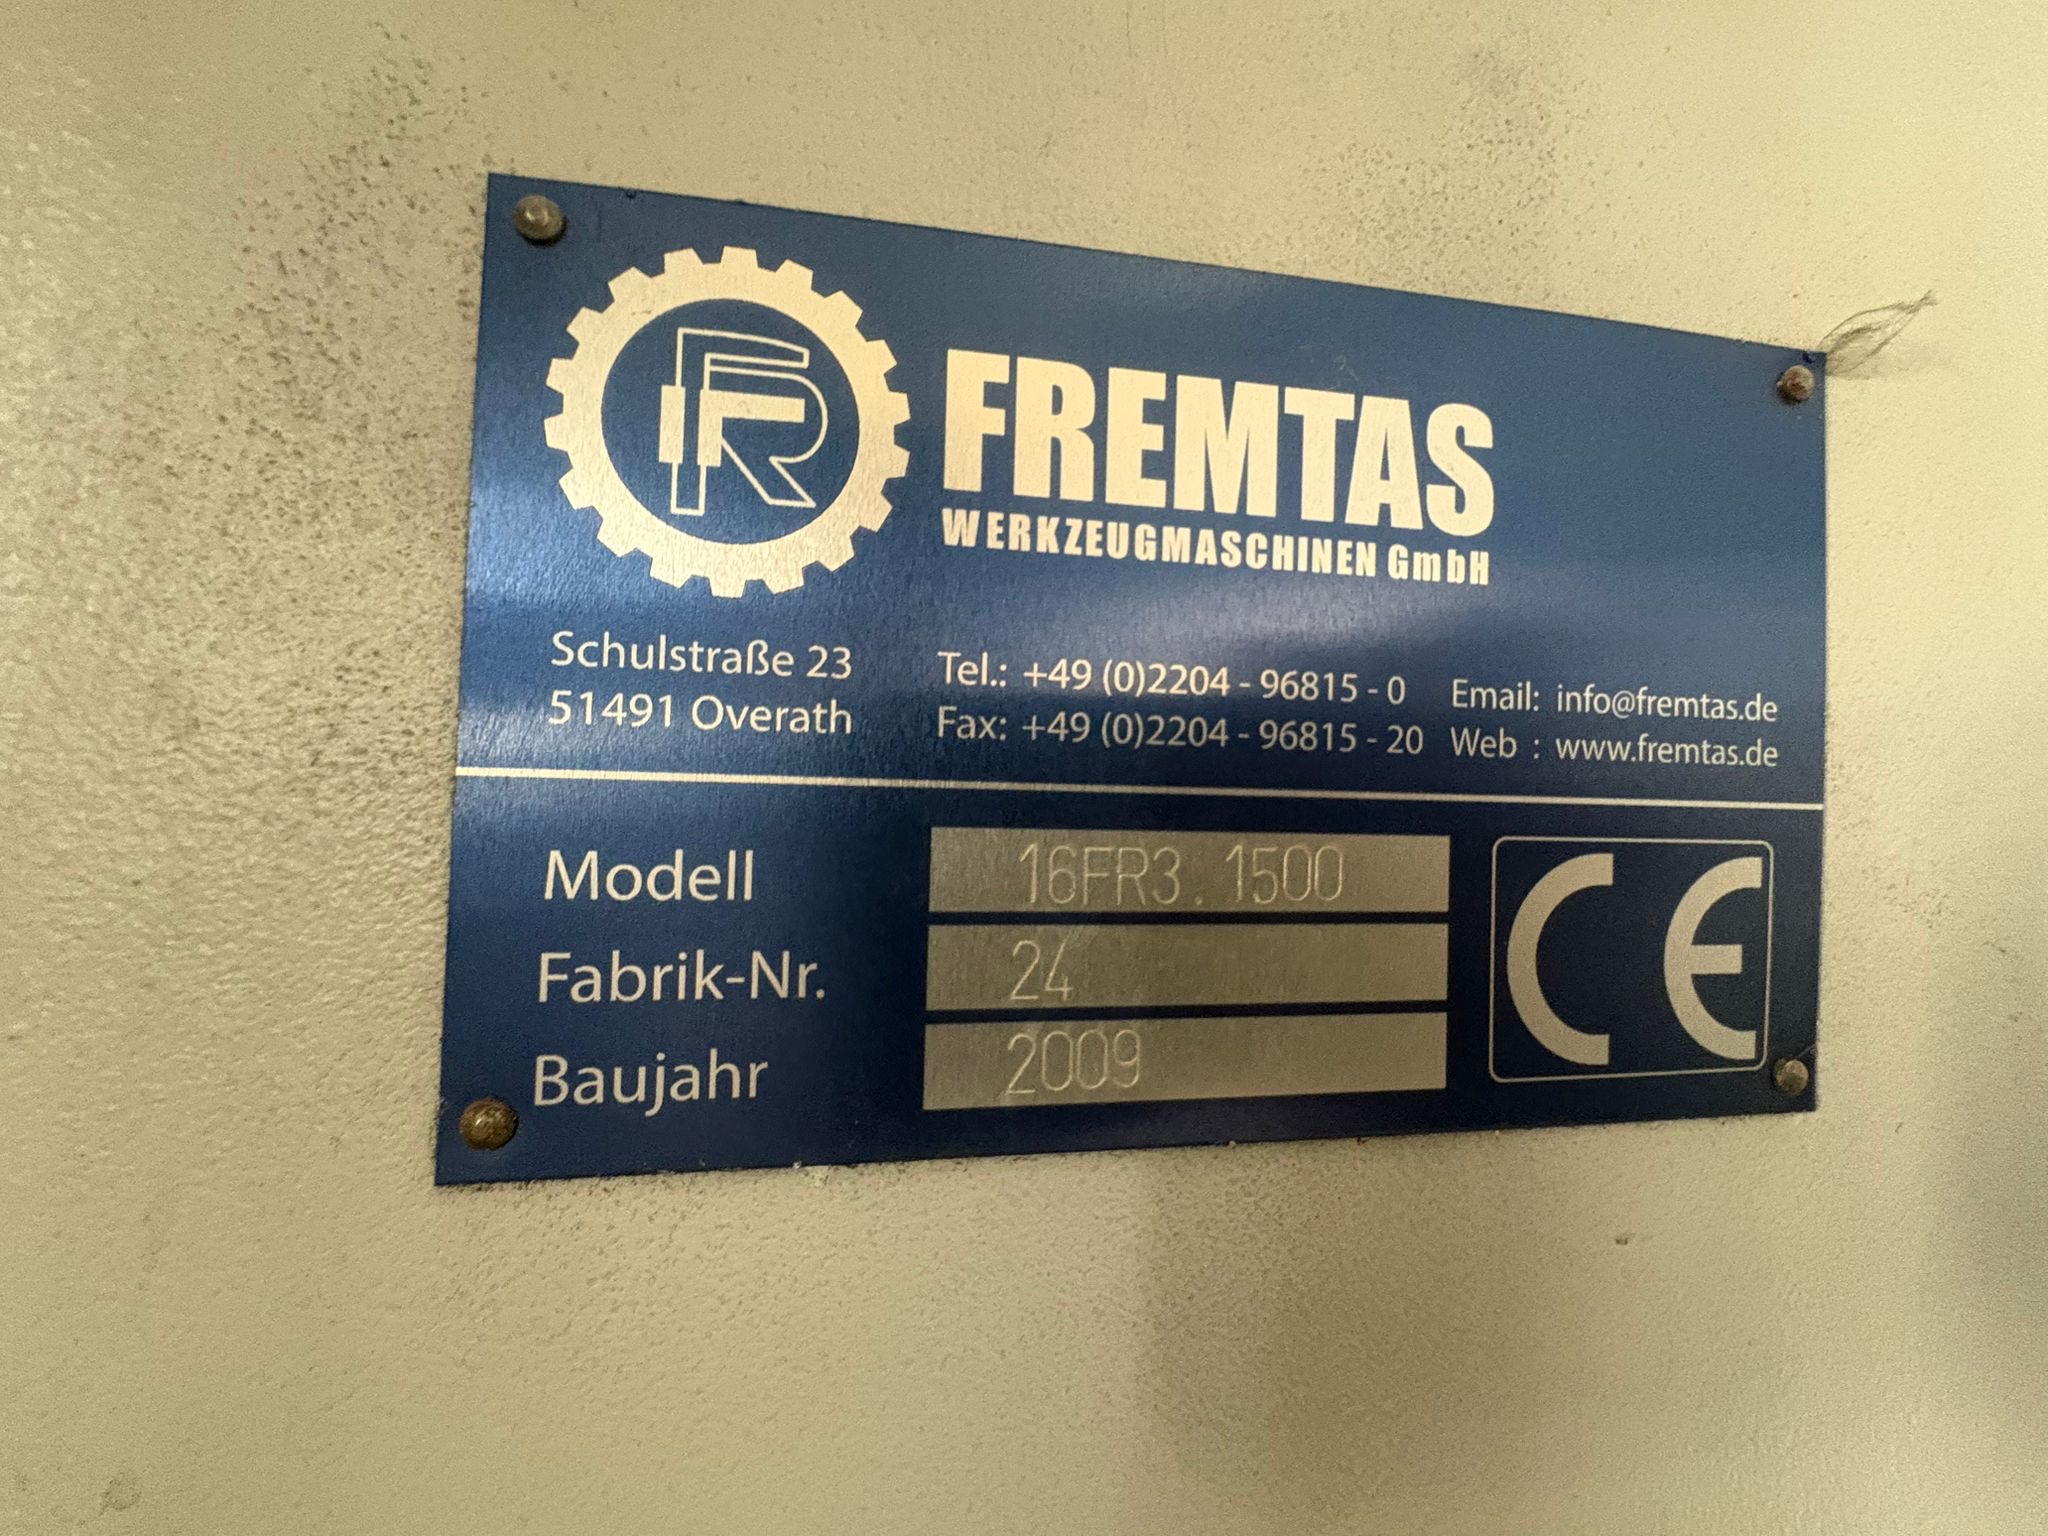 FR
FREMTAS
WERKZEUGMASCHINEN GmbH
Schulstraße 23
51491 Overath
Tel.: +49 (0)2204 - 96815 - 0
Fax: +49 (0)2204 - 96815 - 20
Email: info@fremtas.de
Web : www.fremtas.de
Modell 16FR3.1500
Fabrik-Nr. 24
Baujahr 2009
CE